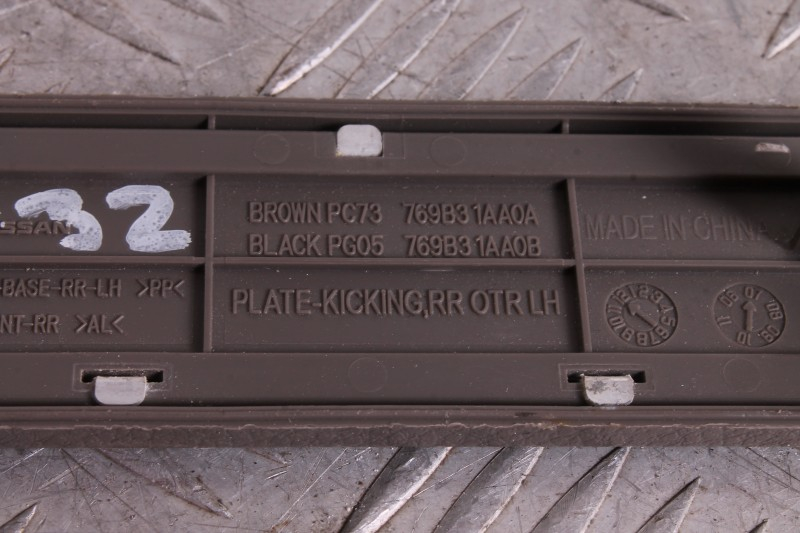 NISSAN
32
BROWN PC73 769B31AA0A
BLACK PG05 769B31AA0B
MADE IN CHINA
-BASE-RR-LH >PP<
NT-RR >AL<
PLATE-KICKING,RR OTR LH